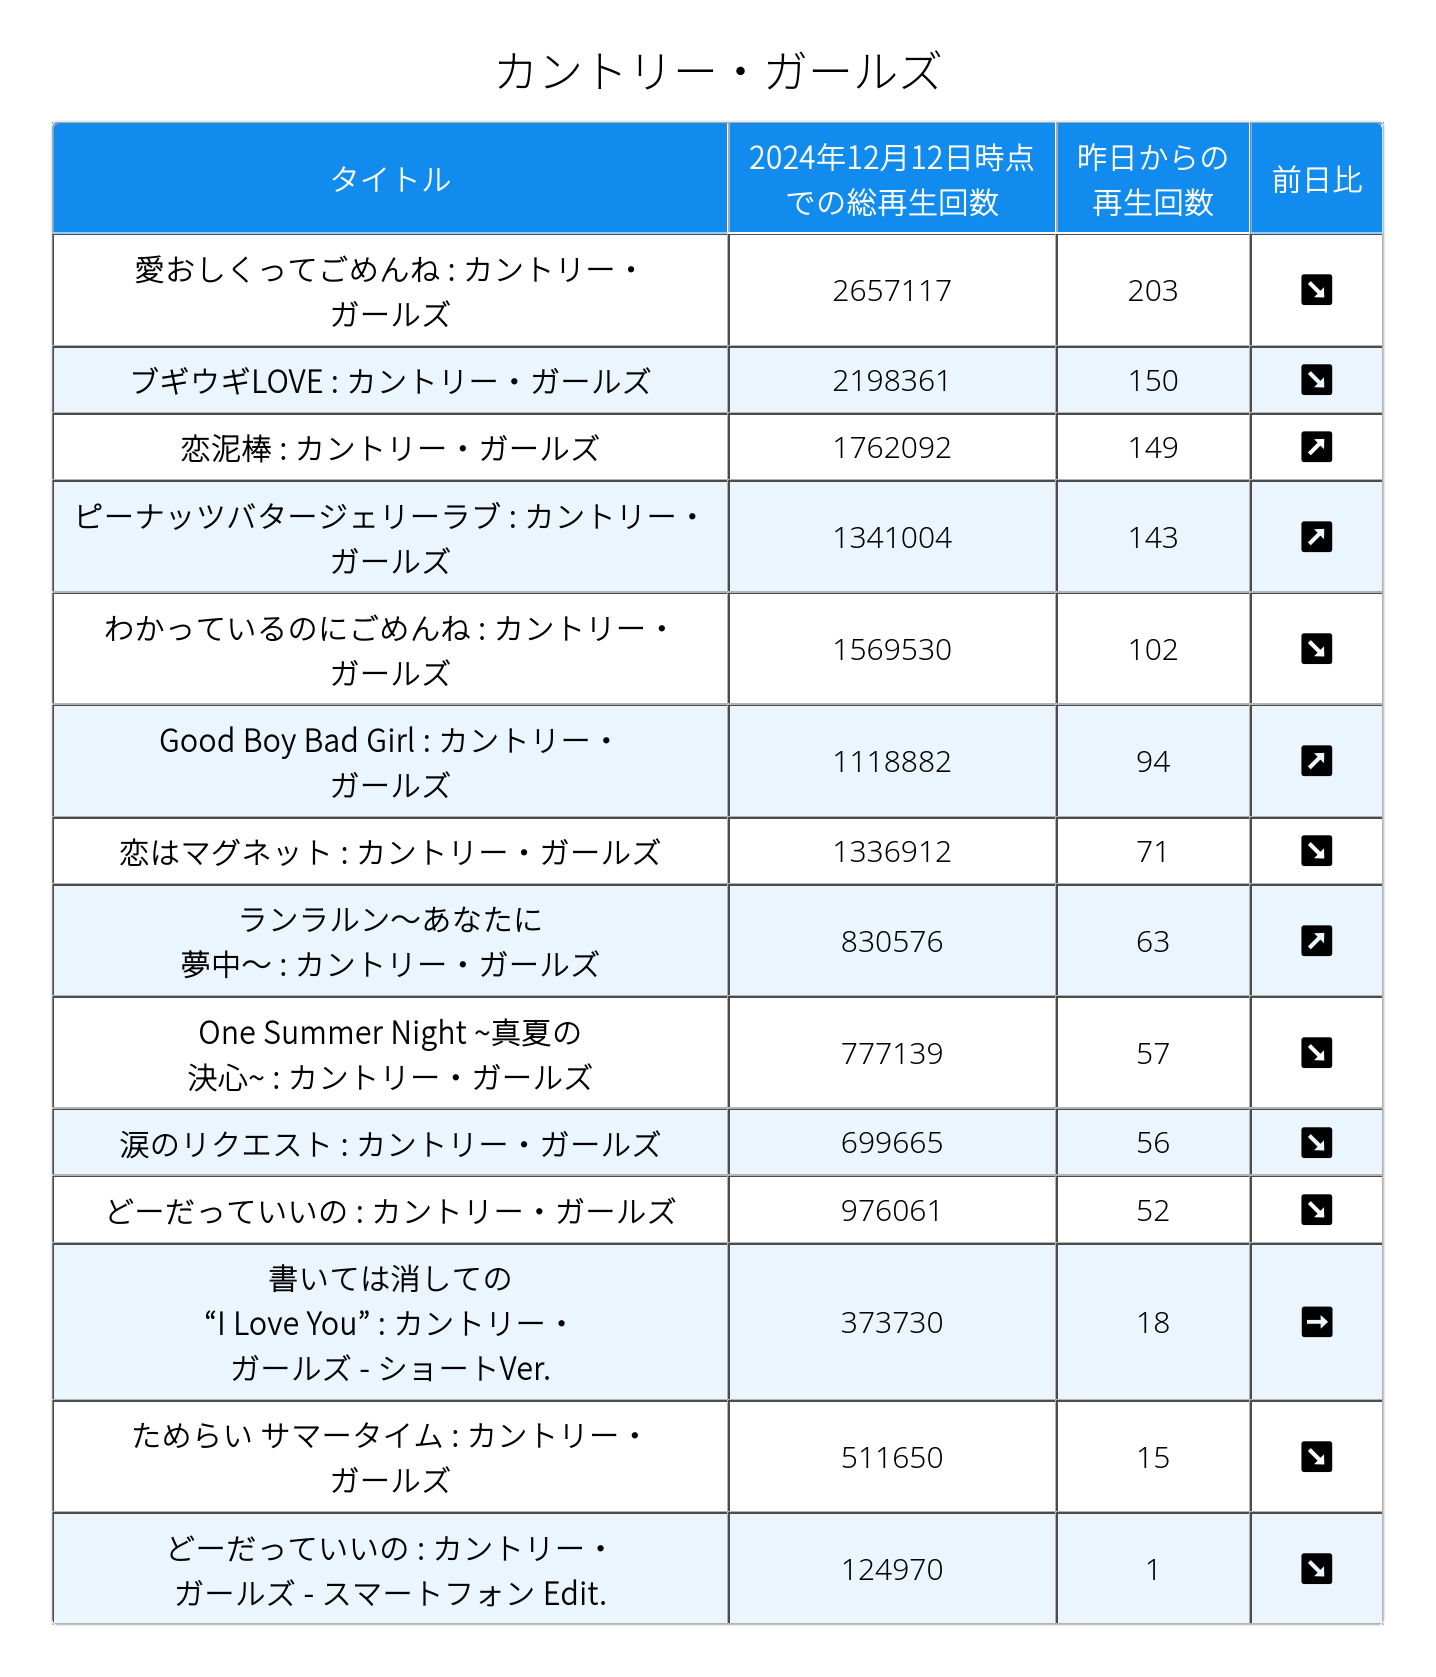 カントリー・ガールズ
タイトル
2024年12月12日時点
での総再生回数
昨日からの
再生回数
前日比
愛おしくってごめんね : カントリー・
ガールズ
2657117
203
ブギウギLOVE : カントリー・ガールズ
2198361
150
恋泥棒 : カントリー・ガールズ
1762092
149
ピーナッツバタージェリーラブ : カントリー・
ガールズ
1341004
143
わかっているのにごめんね : カントリー・
ガールズ
1569530
102
Good Boy Bad Girl : カントリー・
ガールズ
1118882
94
恋はマグネット : カントリー・ガールズ
1336912
71
ランラルン～あなたに
夢中～ : カントリー・ガールズ
830576
63
One Summer Night ~真夏の
決心~ : カントリー・ガールズ
777139
57
涙のリクエスト : カントリー・ガールズ
699665
56
どーだっていいの : カントリー・ガールズ
976061
52
書いては消しての
“I Love You” : カントリー・
ガールズ - ショートVer.
373730
18
ためらい サマータイム : カントリー・
ガールズ
511650
15
どーだっていいの : カントリー・
ガールズ - スマートフォン Edit.
124970
1